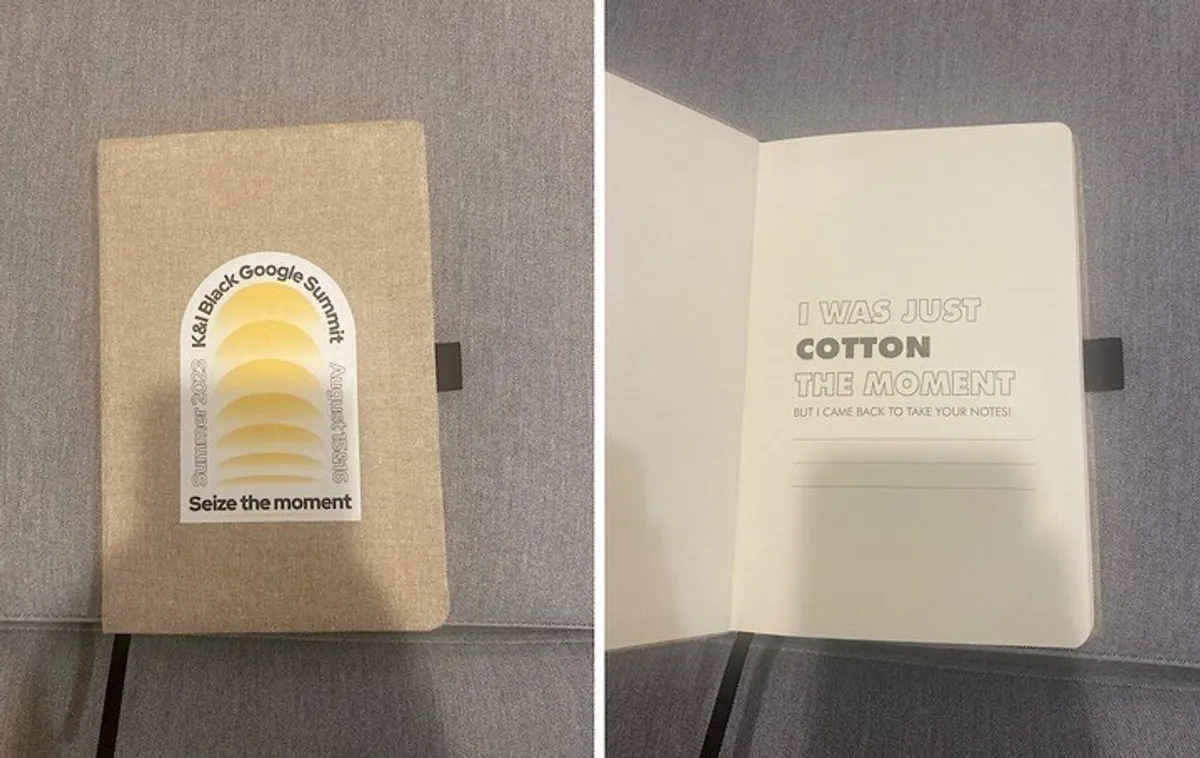 K&I Black Google Summit
Summer 2023
August 15&16
Seize the moment
I WAS JUST
COTTON
THE MOMENT
BUT I CAME BACK TO TAKE YOUR NOTES!